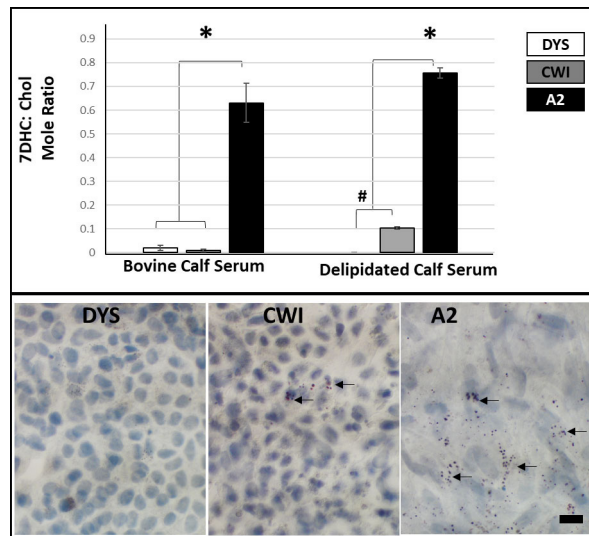 7DHC: Chol
Mole Ratio
0.9
0.8
0.7
0.6
0.5
0.4
0.3
0.2
0.1
0
*
*
#
Bovine Calf Serum
Delipidated Calf Serum
DYS
CWI
A2
DYS
CWI
A2